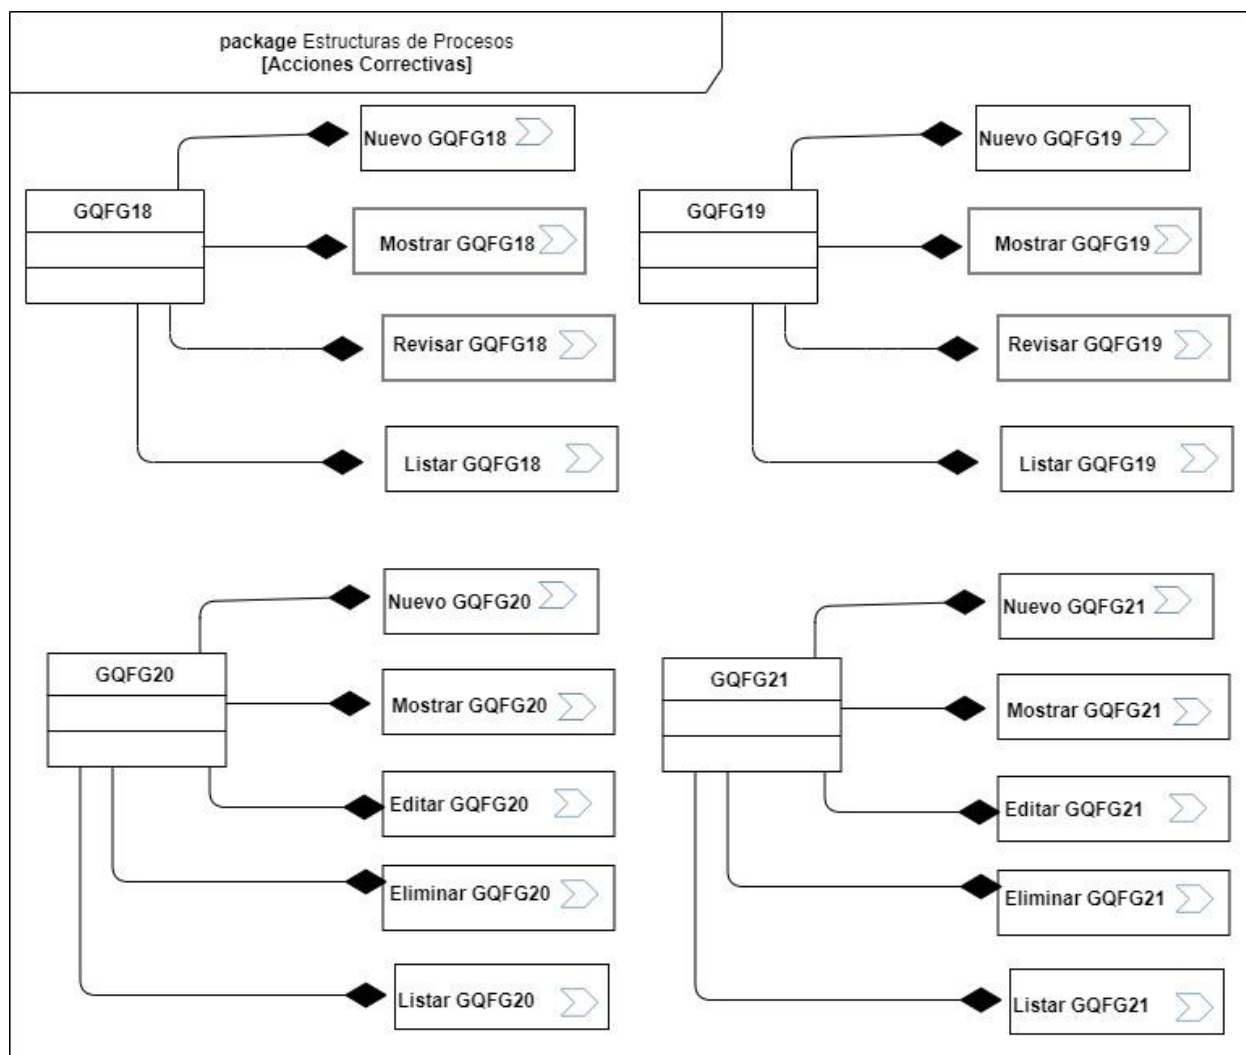 package Estructuras de Procesos
[Acciones Correctivas]
Nuevo GQFG18
GQFG18
Mostrar GQFG18
Revisar GQFG18
Listar GQFG18
Nuevo GQFG19
GQFG19
Mostrar GQFG19
Revisar GQFG19
Listar GQFG19
Nuevo GQFG20
GQFG20
Mostrar GQFG20
Editar GQFG20
Eliminar GQFG20
Listar GQFG20
Nuevo GQFG21
GQFG21
Mostrar GQFG21
Editar GQFG21
Eliminar GQFG21
Listar GQFG21